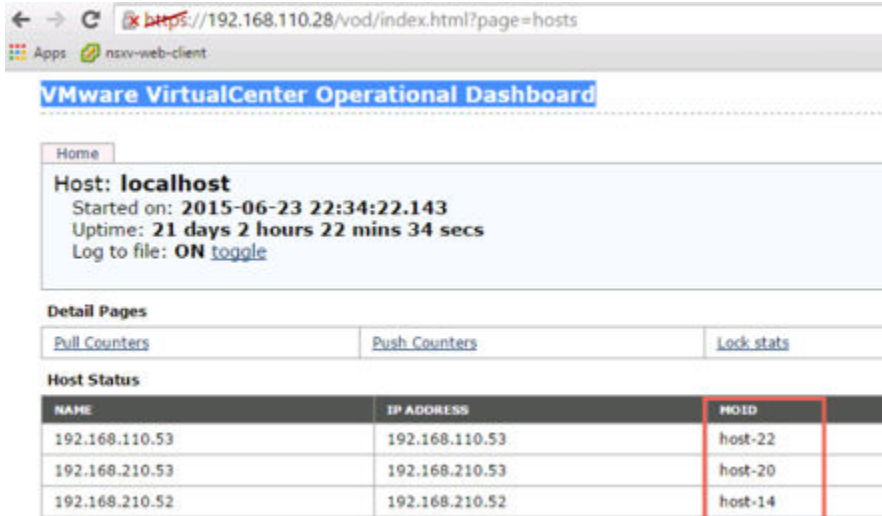 https://192.168.110.28/vod/index.html?page=hosts
Apps nsxv-web-client
VMware VirtualCenter Operational Dashboard
Home
Host: localhost
Started on: 2015-06-23 22:34:22.143
Uptime: 21 days 2 hours 22 mins 34 secs
Log to file: ON toggle
Detail Pages
Pull Counters Push Counters Lock stats
Host Status
NAME IP ADDRESS MOID
192.168.110.53 192.168.110.53 host-22
192.168.210.53 192.168.210.53 host-20
192.168.210.52 192.168.210.52 host-14